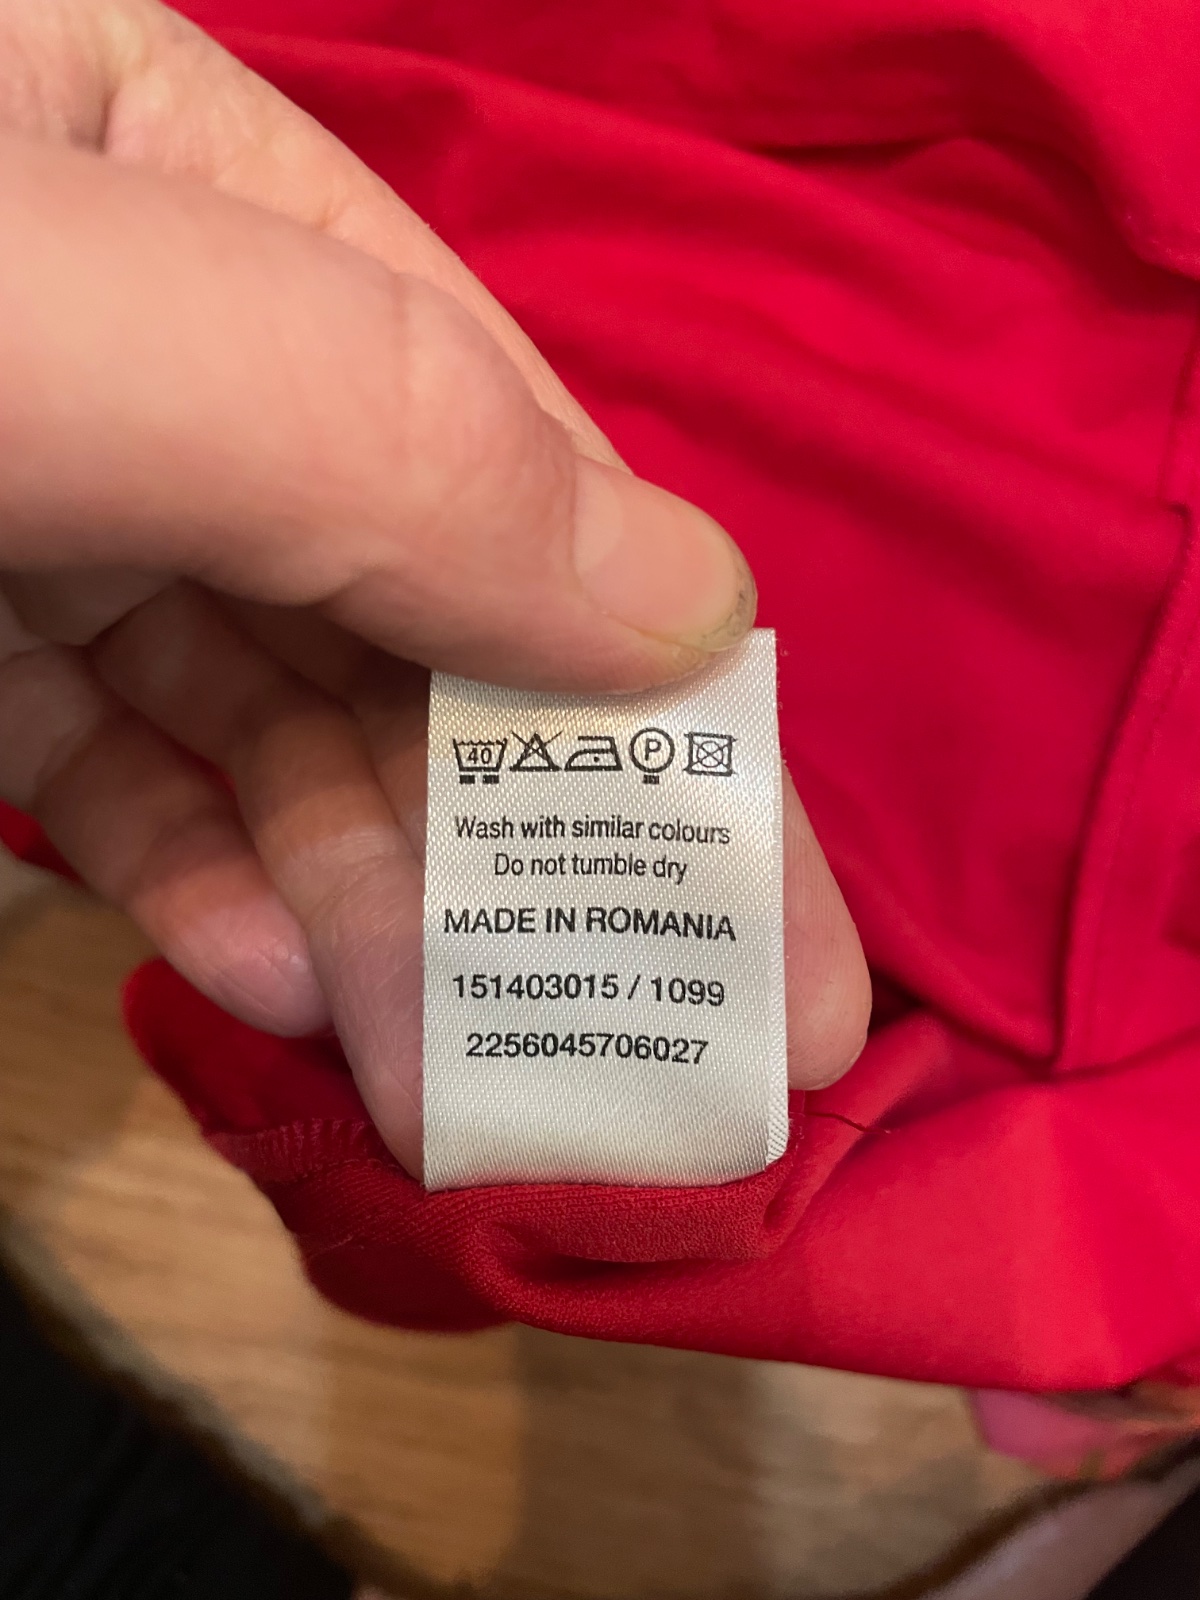 40 P
Wash with similar colours
Do not tumble dry
MADE IN ROMANIA
151403015 / 1099
2256045706027